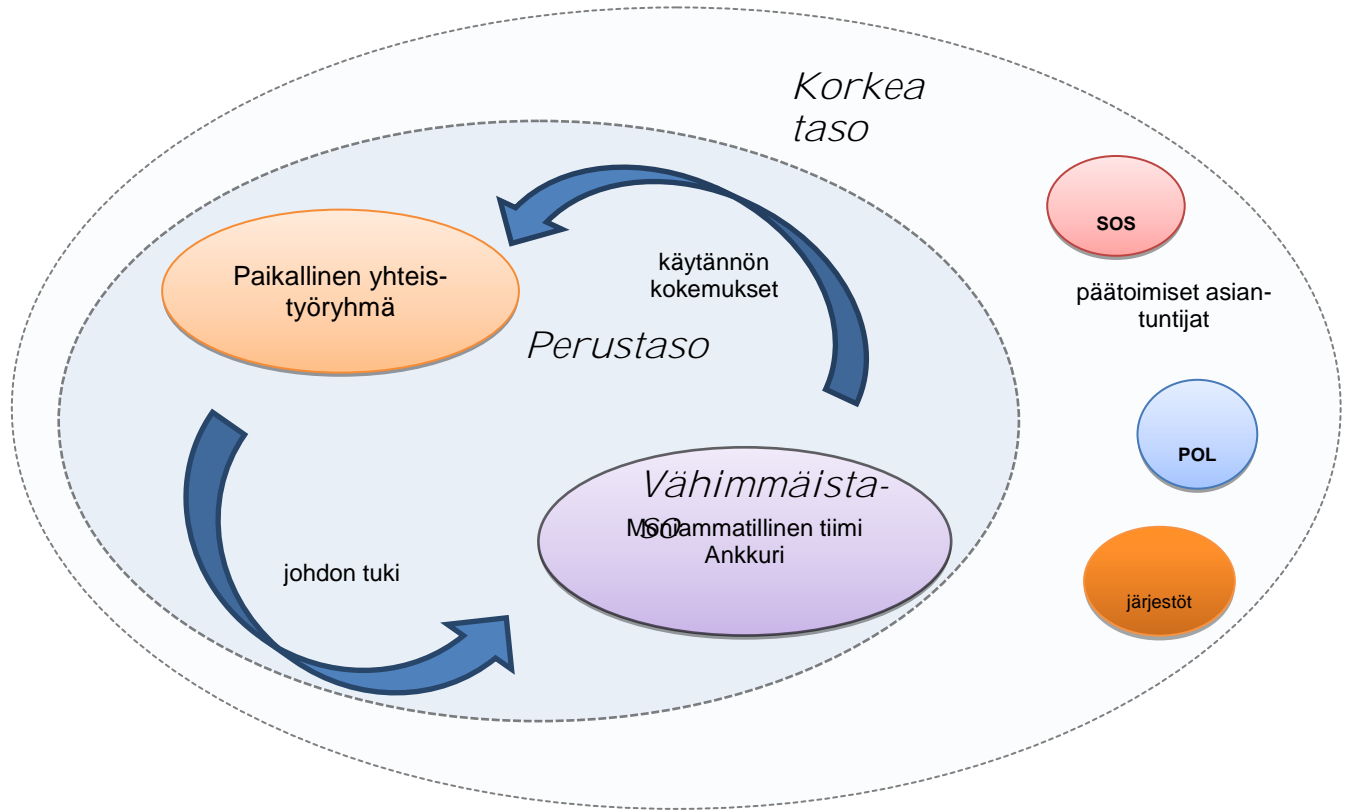 Korkea
taso
SOS
Paikallinen yhteis-
työryhmä
käytännön
kokemukset
päätoimiset asian-
tuntijat
Perustaso
POL
Vähimmäista-
so
Moniammatillinen tiimi
Ankkuri
johdon tuki
järjestöt